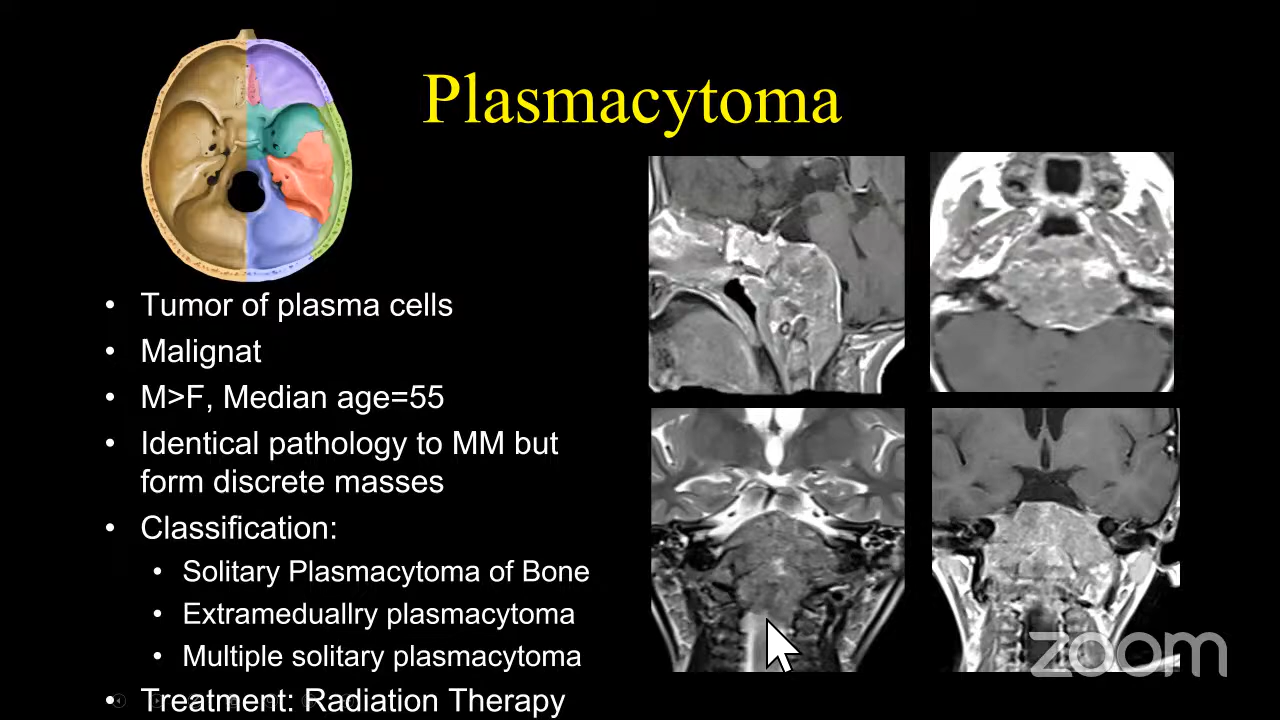 Plasmacytoma
• Tumor of plasma cells
• Malignat
• M>F, Median age=55
• Identical pathology to MM but
form discrete masses
• Classification:
• Solitary Plasmacytoma of Bone
• Extrameduallry plasmacytoma
• Multiple solitary plasmacytoma
• Treatment: Radiation Therapy
zoom